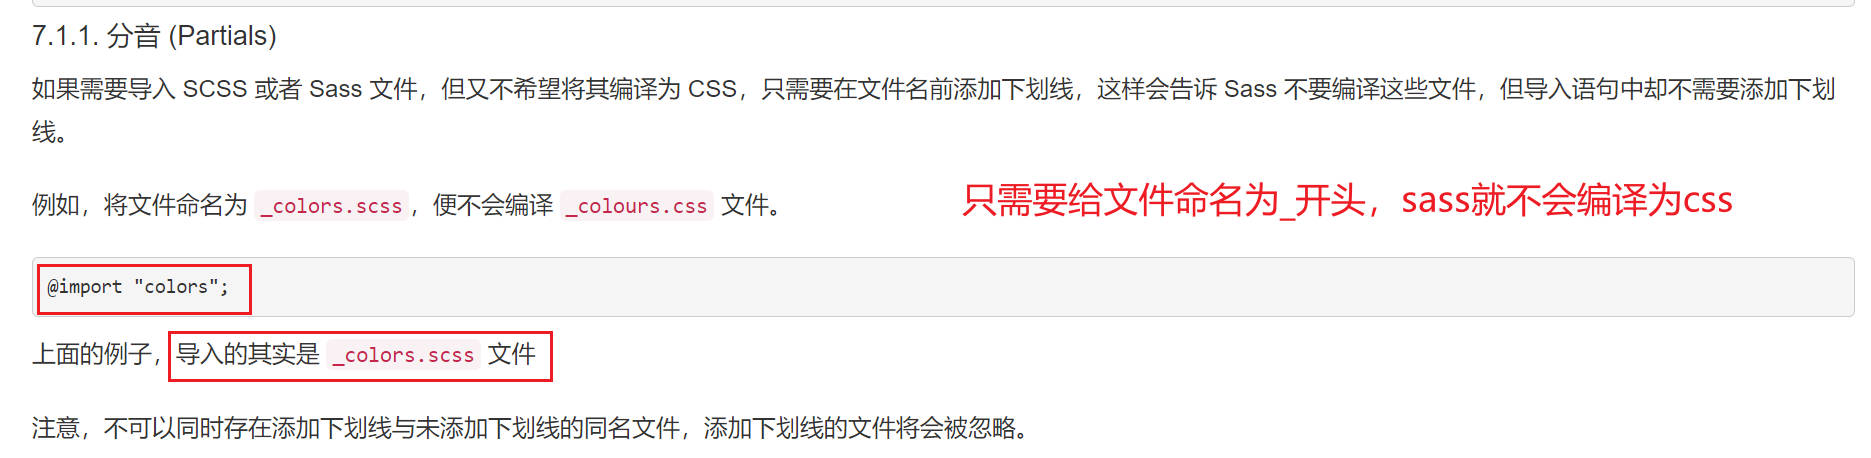 7.1.1. 分音 (Partials)
如果需要导入 SCSS 或者 Sass 文件，但又不希望将其编译为 CSS，只需要在文件名前添加下划线，这样会告诉 Sass 不要编译这些文件，但导入语句中却不需要添加下划
线。
例如，将文件命名为 _colors.scss，便不会编译 _colours.css 文件。
只需要给文件命名为_开头，sass就不会编译为css
@import "colors";
上面的例子，导入的其实是 _colors.scss 文件
注意，不可以同时存在添加下划线与未添加下划线的同名文件，添加下划线的文件将会被忽略。